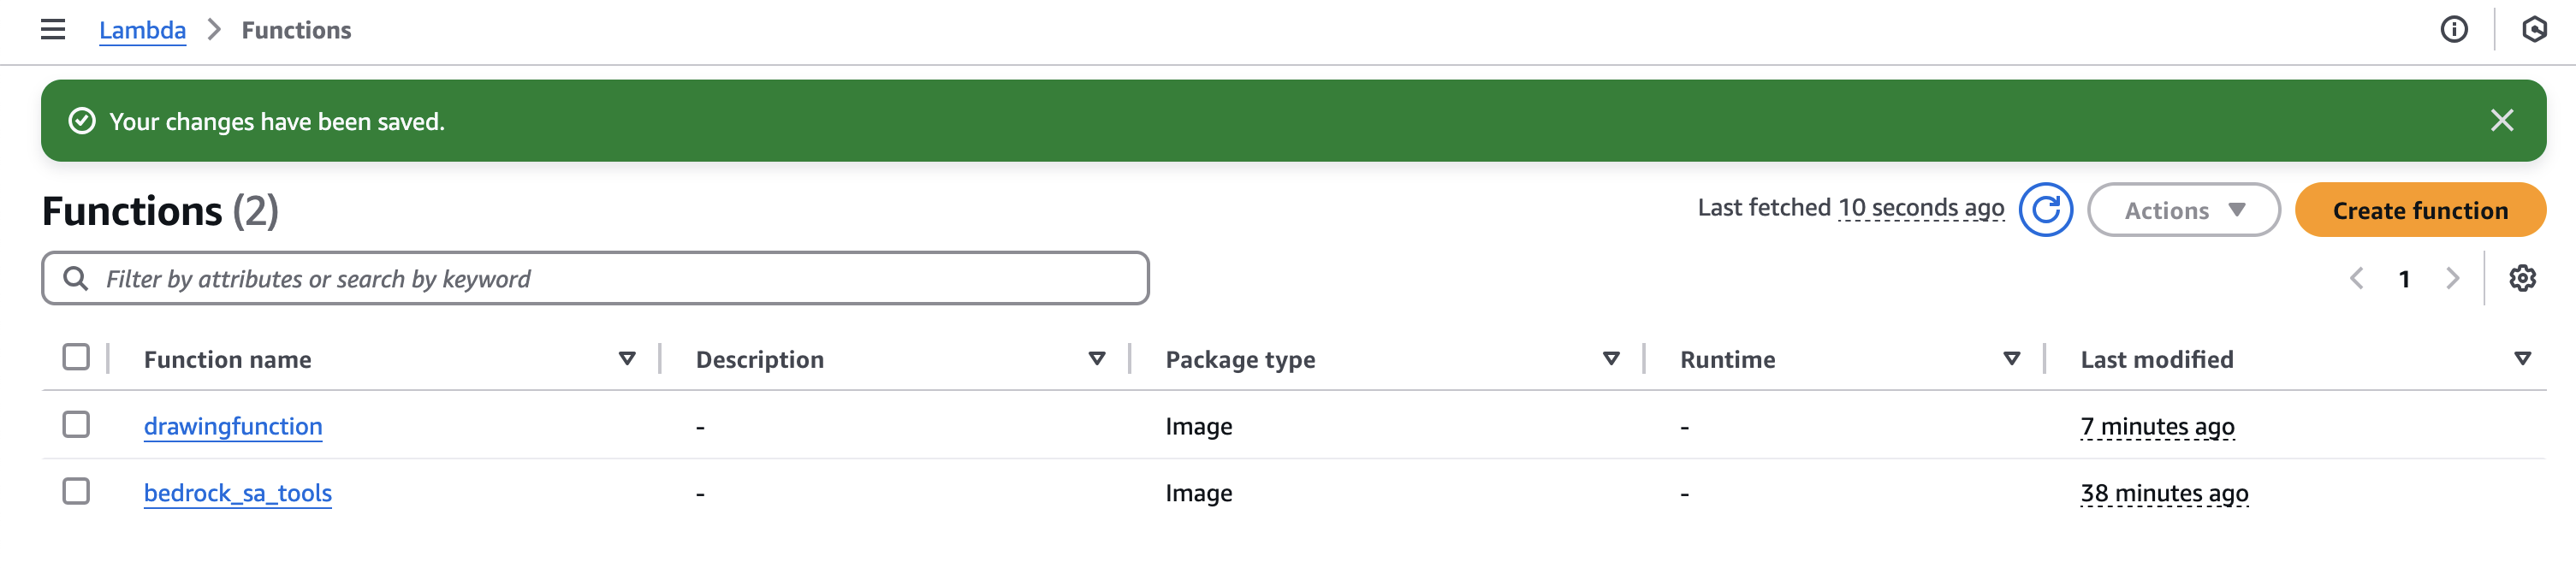 Lambda > Functions
Your changes have been saved.
Functions (2)
Last fetched 10 seconds ago Actions Create function
Filter by attributes or search by keyword
1
Function name Description Package type Runtime Last modified
drawingfunction - Image - 7 minutes ago
bedrock_sa_tools - Image - 38 minutes ago